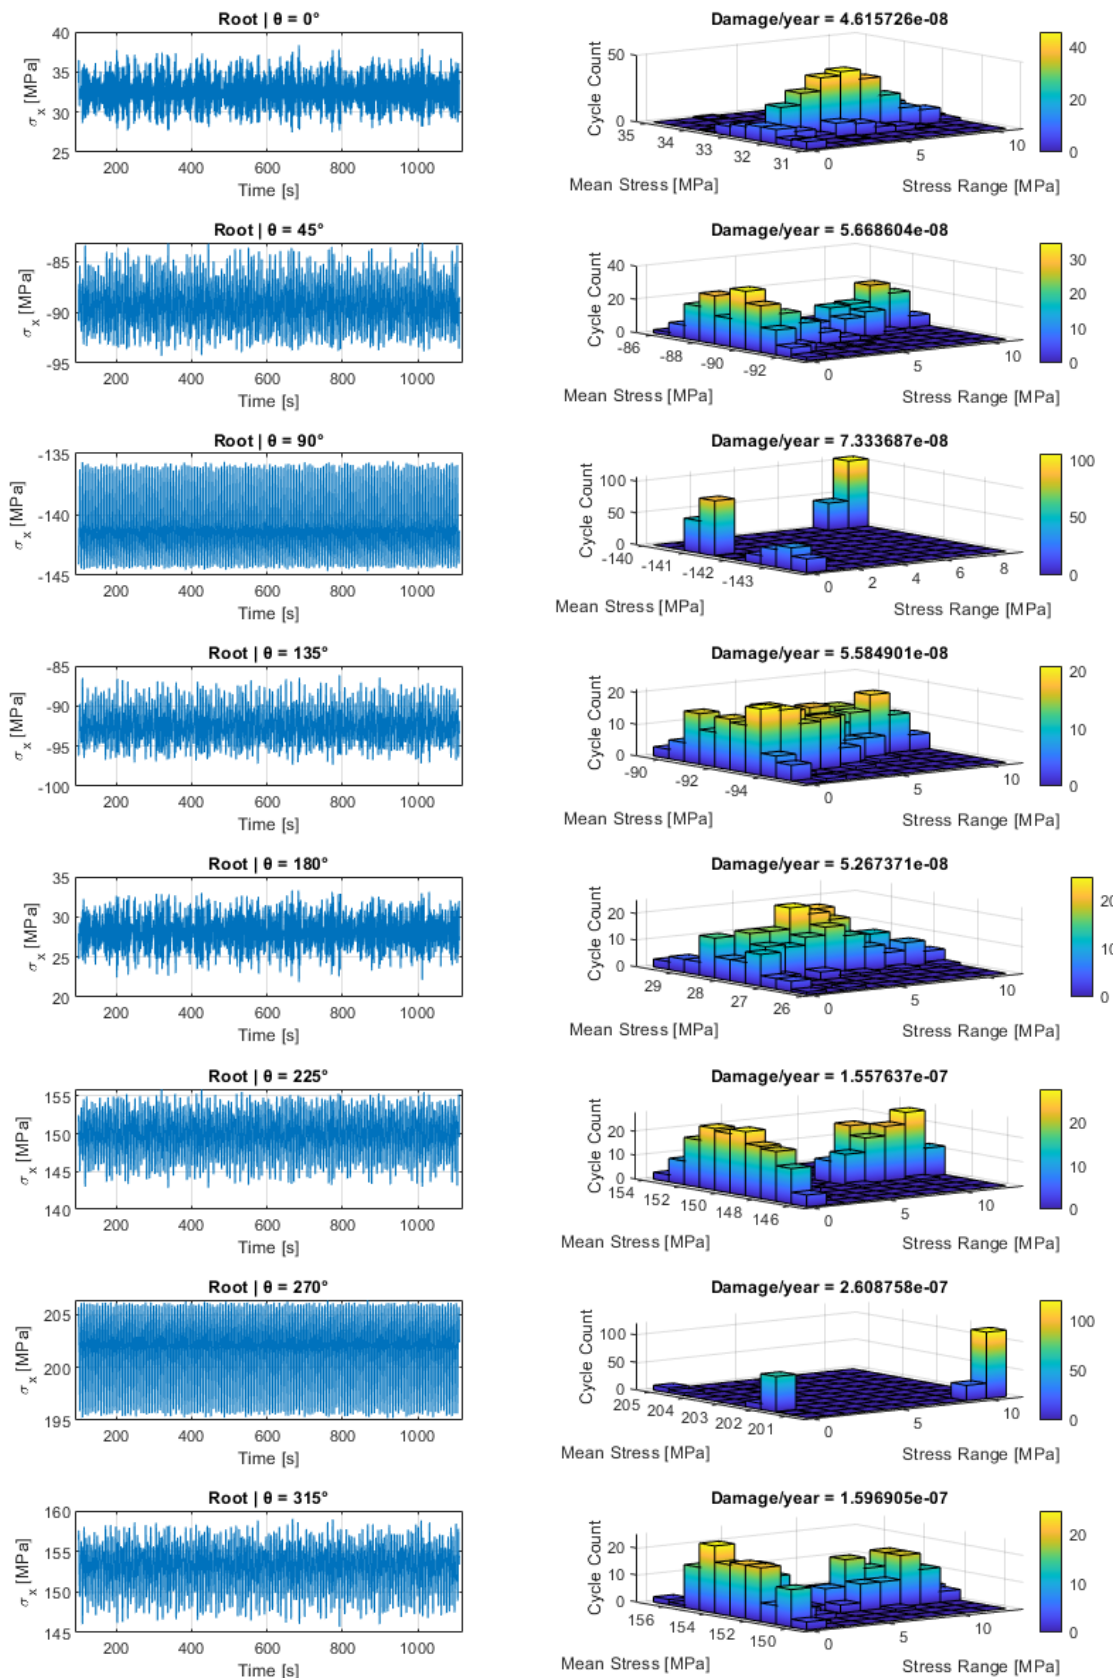 Root | θ = 0°
σ x [MPa]
40
35
30
25
200 400 600 800 1000
Time [s]
Damage/year = 4.615726e-08
Cycle Count
50
0
35 34 33 32 31
0 5 10
Mean Stress [MPa]
Stress Range [MPa]
40
20
0
Root | θ = 45°
σ x [MPa]
-85
-90
-95
200 400 600 800 1000
Time [s]
Damage/year = 5.668604e-08
Cycle Count
40
20
0
-86 -88 -90 -92
0 5 10
Mean Stress [MPa]
Stress Range [MPa]
30
20
10
0
Root | θ = 90°
σ x [MPa]
-135
-140
-145
200 400 600 800 1000
Time [s]
Damage/year = 7.333687e-08
Cycle Count
100
50
0
-140 -141 -142 -143
0 2 4 6 8
Mean Stress [MPa]
Stress Range [MPa]
100
50
0
Root | θ = 135°
σ x [MPa]
-85
-90
-95
-100
200 400 600 800 1000
Time [s]
Damage/year = 5.584901e-08
Cycle Count
20
10
0
-90 -92 -94
0 5 10
Mean Stress [MPa]
Stress Range [MPa]
20
10
0
Root | θ = 180°
σ x [MPa]
35
30
25
20
200 400 600 800 1000
Time [s]
Damage/year = 5.267371e-08
Cycle Count
20
10
0
29 28 27 26
0 5 10
Mean Stress [MPa]
Stress Range [MPa]
20
10
0
Root | θ = 225°
σ x [MPa]
155
150
145
140
200 400 600 800 1000
Time [s]
Damage/year = 1.557637e-07
Cycle Count
20
10
0
154 152 150 148 146
0 5 10
Mean Stress [MPa]
Stress Range [MPa]
20
10
0
Root | θ = 270°
σ x [MPa]
205
200
195
200 400 600 800 1000
Time [s]
Damage/year = 2.608758e-07
Cycle Count
100
50
0
205 204 203 202 201
0 5 10
Mean Stress [MPa]
Stress Range [MPa]
100
50
0
Root | θ = 315°
σ x [MPa]
160
155
150
145
200 400 600 800 1000
Time [s]
Damage/year = 1.596905e-07
Cycle Count
20
10
0
156 154 152 150
0 5 10
Mean Stress [MPa]
Stress Range [MPa]
20
10
0